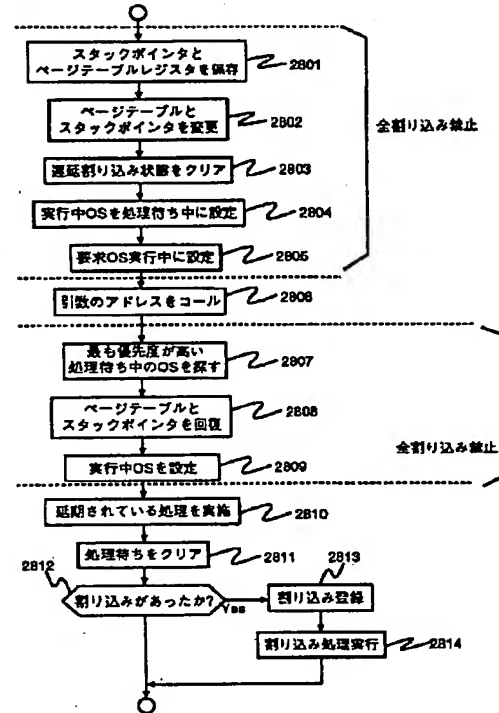 スタックポインタと
ページテーブルレジスタを保存
2801
ページテーブルと
スタックポインタを変更
2802
全割り込み禁止
遅延割り込み状態をクリア
2803
実行中OSを処理待ち中に設定
2804
要求OS実行中に設定
2805
引数のアドレスをコール
2806
最も優先度が高い
処理待ち中のOSを探す
2807
ページテーブルと
スタックポインタを回復
2808
全割り込み禁止
実行中OSを設定
2809
延期されている処理を実施
2810
処理待ちをクリア
2811
2812
割り込みがあったか?
Yes
2813
割り込み登録
割り込み処理実行
2814